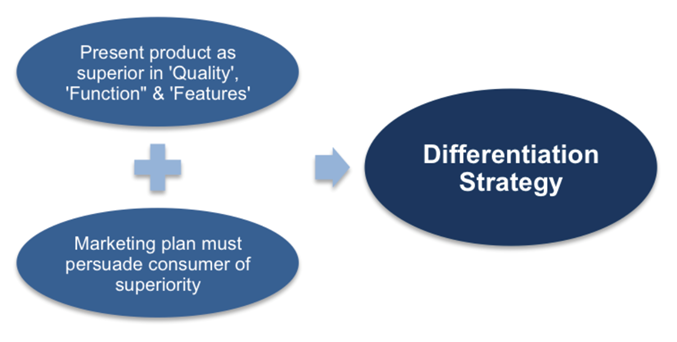 Present product as
superior in 'Quality',
'Function" & 'Features'
Marketing plan must
persuade consumer of
superiority
Differentiation
Strategy